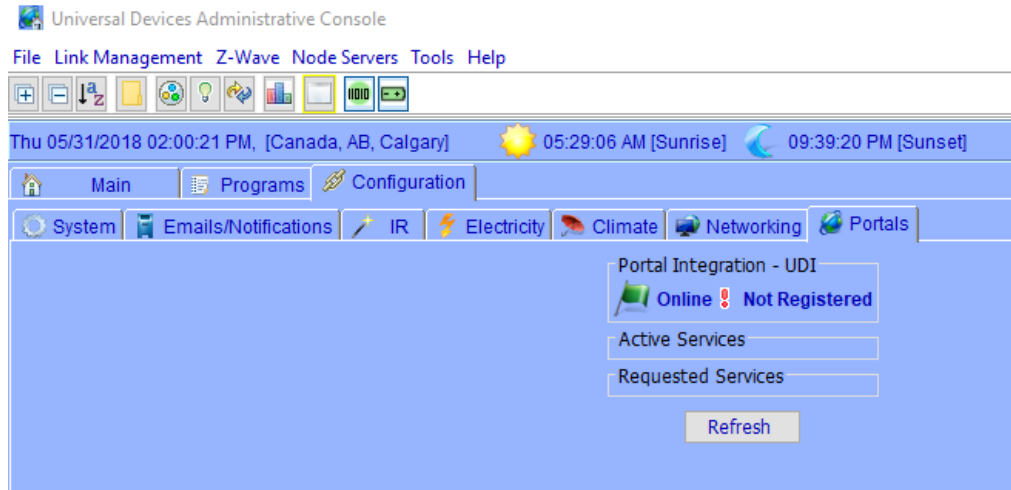 Universal Devices Administrative Console
File Link Management Z-Wave Node Servers Tools Help
Thu 05/31/2018 02:00:21 PM, [Canada, AB, Calgary] 05:29:06 AM [Sunrise] 09:39:20 PM [Sunset]
Main Programs Configuration
System Emails/Notifications IR Electricity Climate Networking Portals
Portal Integration - UDI
Online Not Registered
Active Services
Requested Services
Refresh